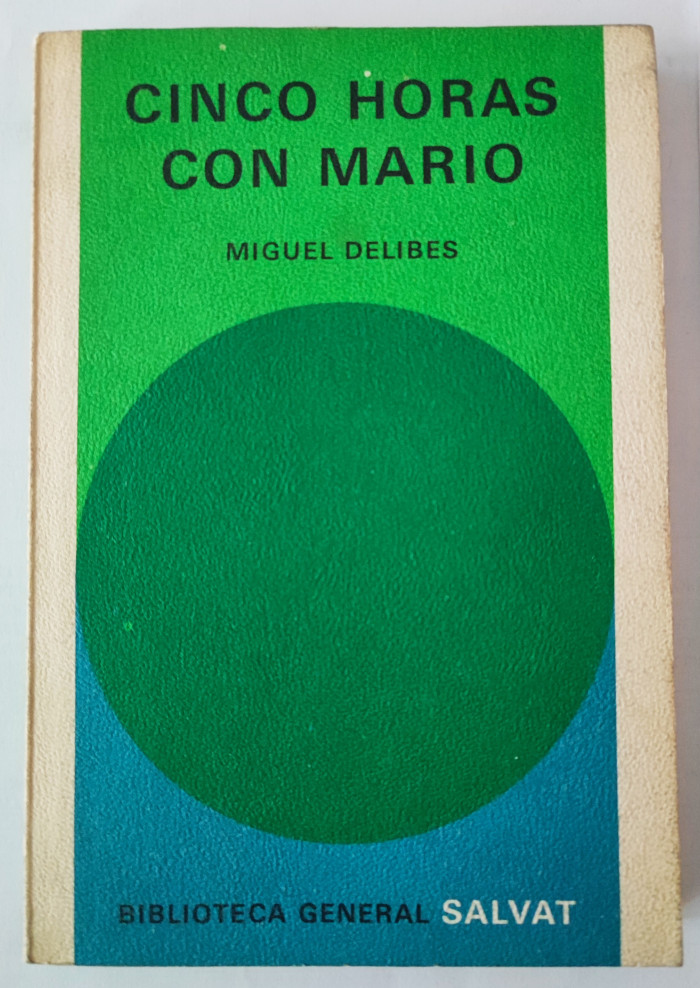 CINCO HORAS
CON MARIO
MIGUEL DELIBES
BIBLIOTECA GENERAL SALVAT